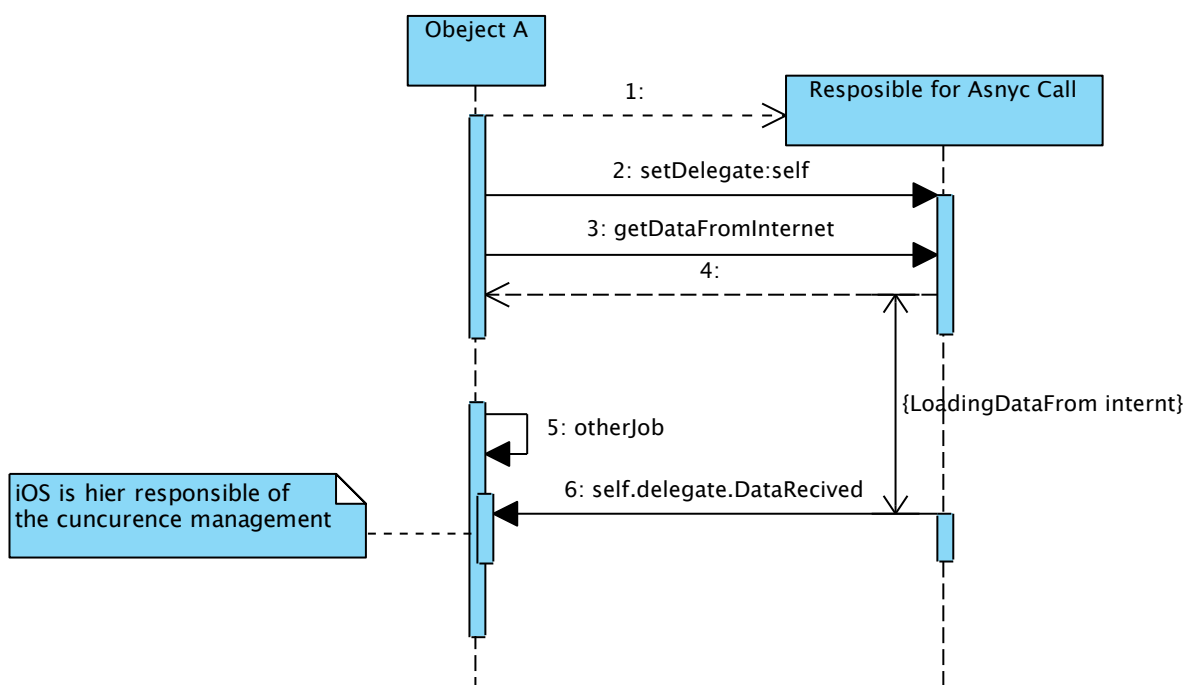 Obeject A
Resposible for Asnyc Call
1:
2: setDelegate:self
3: getDataFromInternet
4:
{LoadingDataFrom internt}
5: otherJob
6: self.delegate.DataRecived
iOS is hier responsible of
the cuncurence management